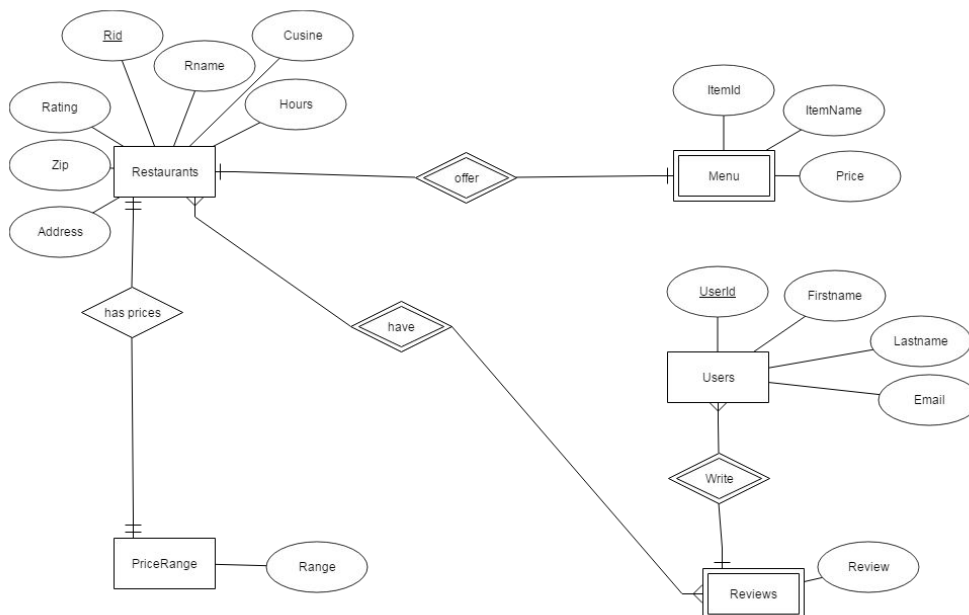 Rid
Cusine
Rname
Rating
Hours
Zip
Restaurants
Address
ItemId
ItemName
offer
Menu
Price
has prices
have
UserId
Firstname
Lastname
Users
Email
Write
PriceRange
Range
Review
Reviews